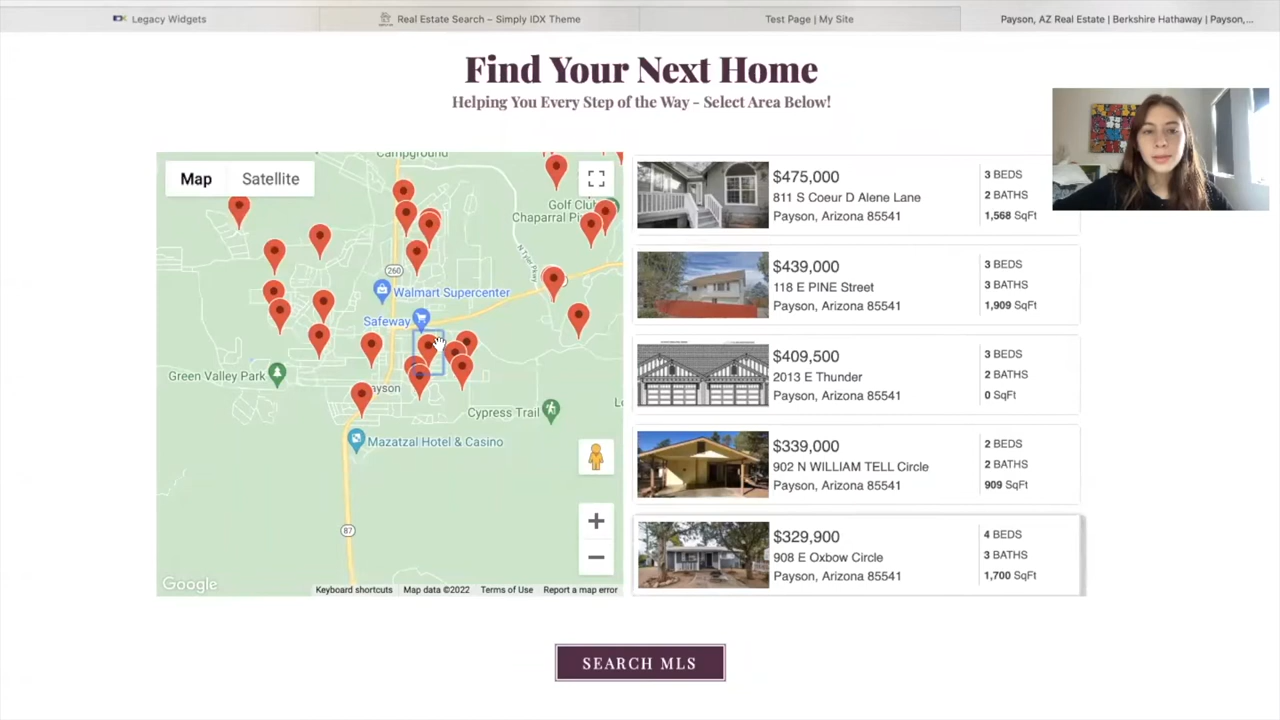 Legacy Widgets
Real Estate Search – Simply IDX Theme
Test Page | My Site
Payson, AZ Real Estate | Berkshire Hathaway | Payson,...
Find Your Next Home
Helping You Every Step of the Way - Select Area Below!
Map
Satellite
Campground
Golf Club
Chaparral Pi
N Tyler Pkwy
260
Walmart Supercenter
Safeway
Green Valley Park
ayson
Cypress Trail
Mazatzal Hotel & Casino
87
Google
Keyboard shortcuts
Map data ©2022
Terms of Use
Report a map error
$475,000
811 S Coeur D Alene Lane
Payson, Arizona 85541
3 BEDS
2 BATHS
1,568 SqFt
$439,000
118 E PINE Street
Payson, Arizona 85541
3 BEDS
3 BATHS
1,909 SqFt
$409,500
2013 E Thunder
Payson, Arizona 85541
3 BEDS
2 BATHS
0 SqFt
$339,000
902 N WILLIAM TELL Circle
Payson, Arizona 85541
2 BEDS
2 BATHS
909 SqFt
$329,900
908 E Oxbow Circle
Payson, Arizona 85541
4 BEDS
3 BATHS
1,700 SqFt
SEARCH MLS